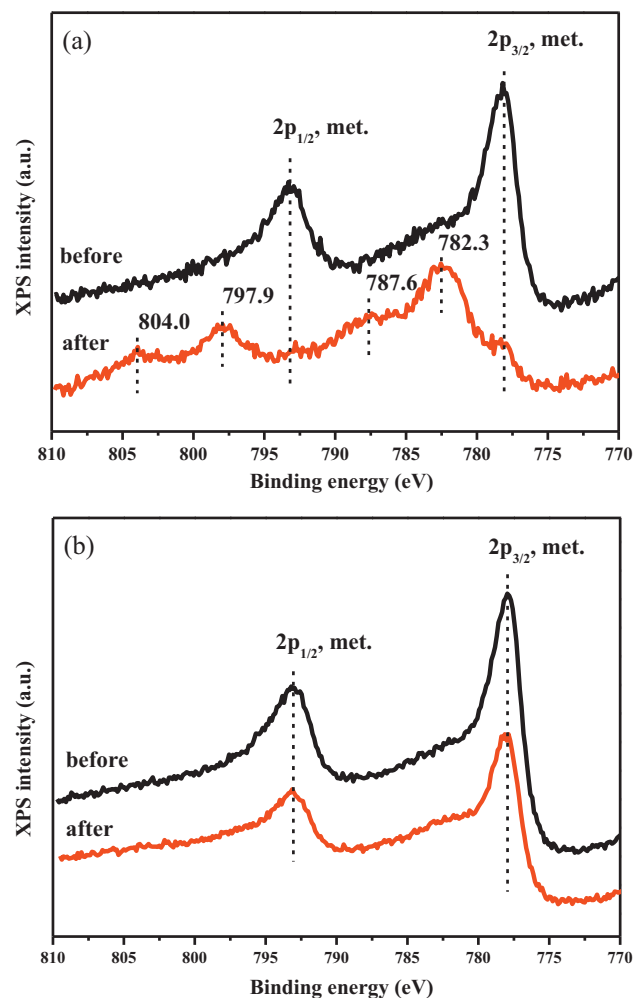 (a)
2p3/2, met.
2p1/2, met.
before
782.3
787.6
797.9
804.0
after
XPS intensity (a.u.)
810 805 800 795 790 785 780 775 770
Binding energy (eV)
(b)
2p3/2, met.
2p1/2, met.
before
after
XPS intensity (a.u.)
810 805 800 795 790 785 780 775 770
Binding energy (eV)